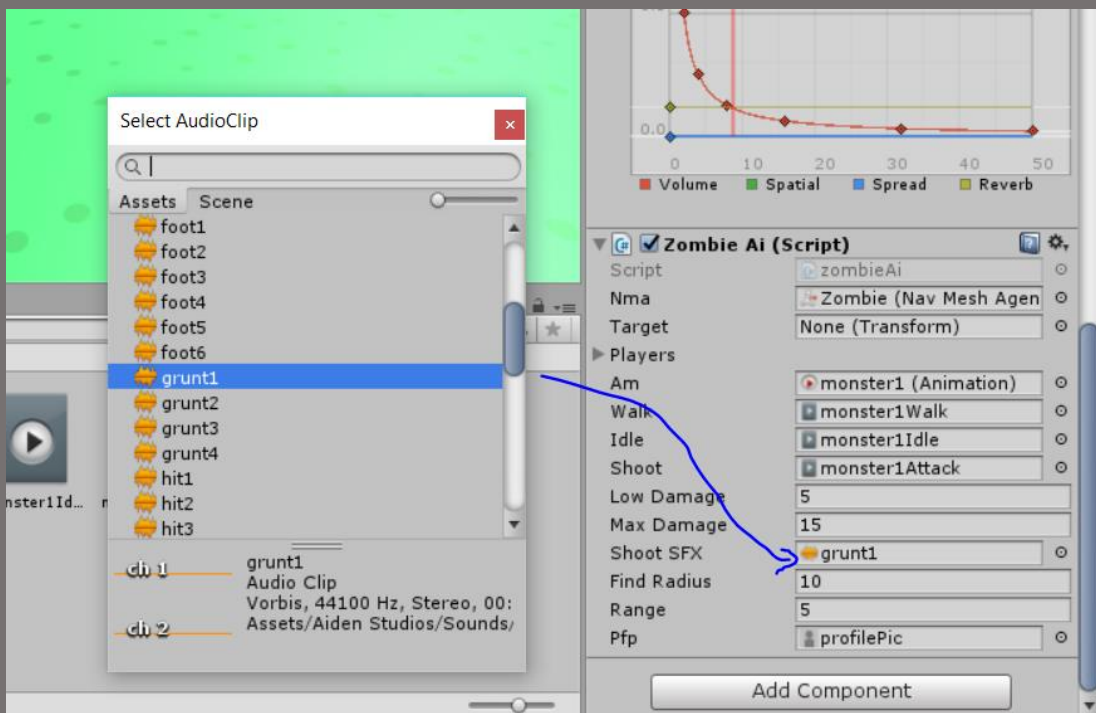 Select AudioClip
Assets Scene
foot1
foot2
foot3
foot4
foot5
foot6
grunt1
grunt2
grunt3
grunt4
hit1
hit2
hit3
ch 1
ch 2
grunt1
Audio Clip
Vorbis, 44100 Hz, Stereo, 00:
Assets/Aiden Studios/Sounds/
nster1Id...
0.0
0 10 20 30 40 50
Volume Spatial Spread Reverb
Zombie Ai (Script)
Script zombieAi
Nma Zombie (Nav Mesh Agen
Target None (Transform)
Players
Am monster1 (Animation)
Walk monster1Walk
Idle monster1Idle
Shoot monster1Attack
Low Damage 5
Max Damage 15
Shoot SFX grunt1
Find Radius 10
Range 5
Pfp profilePic
Add Component